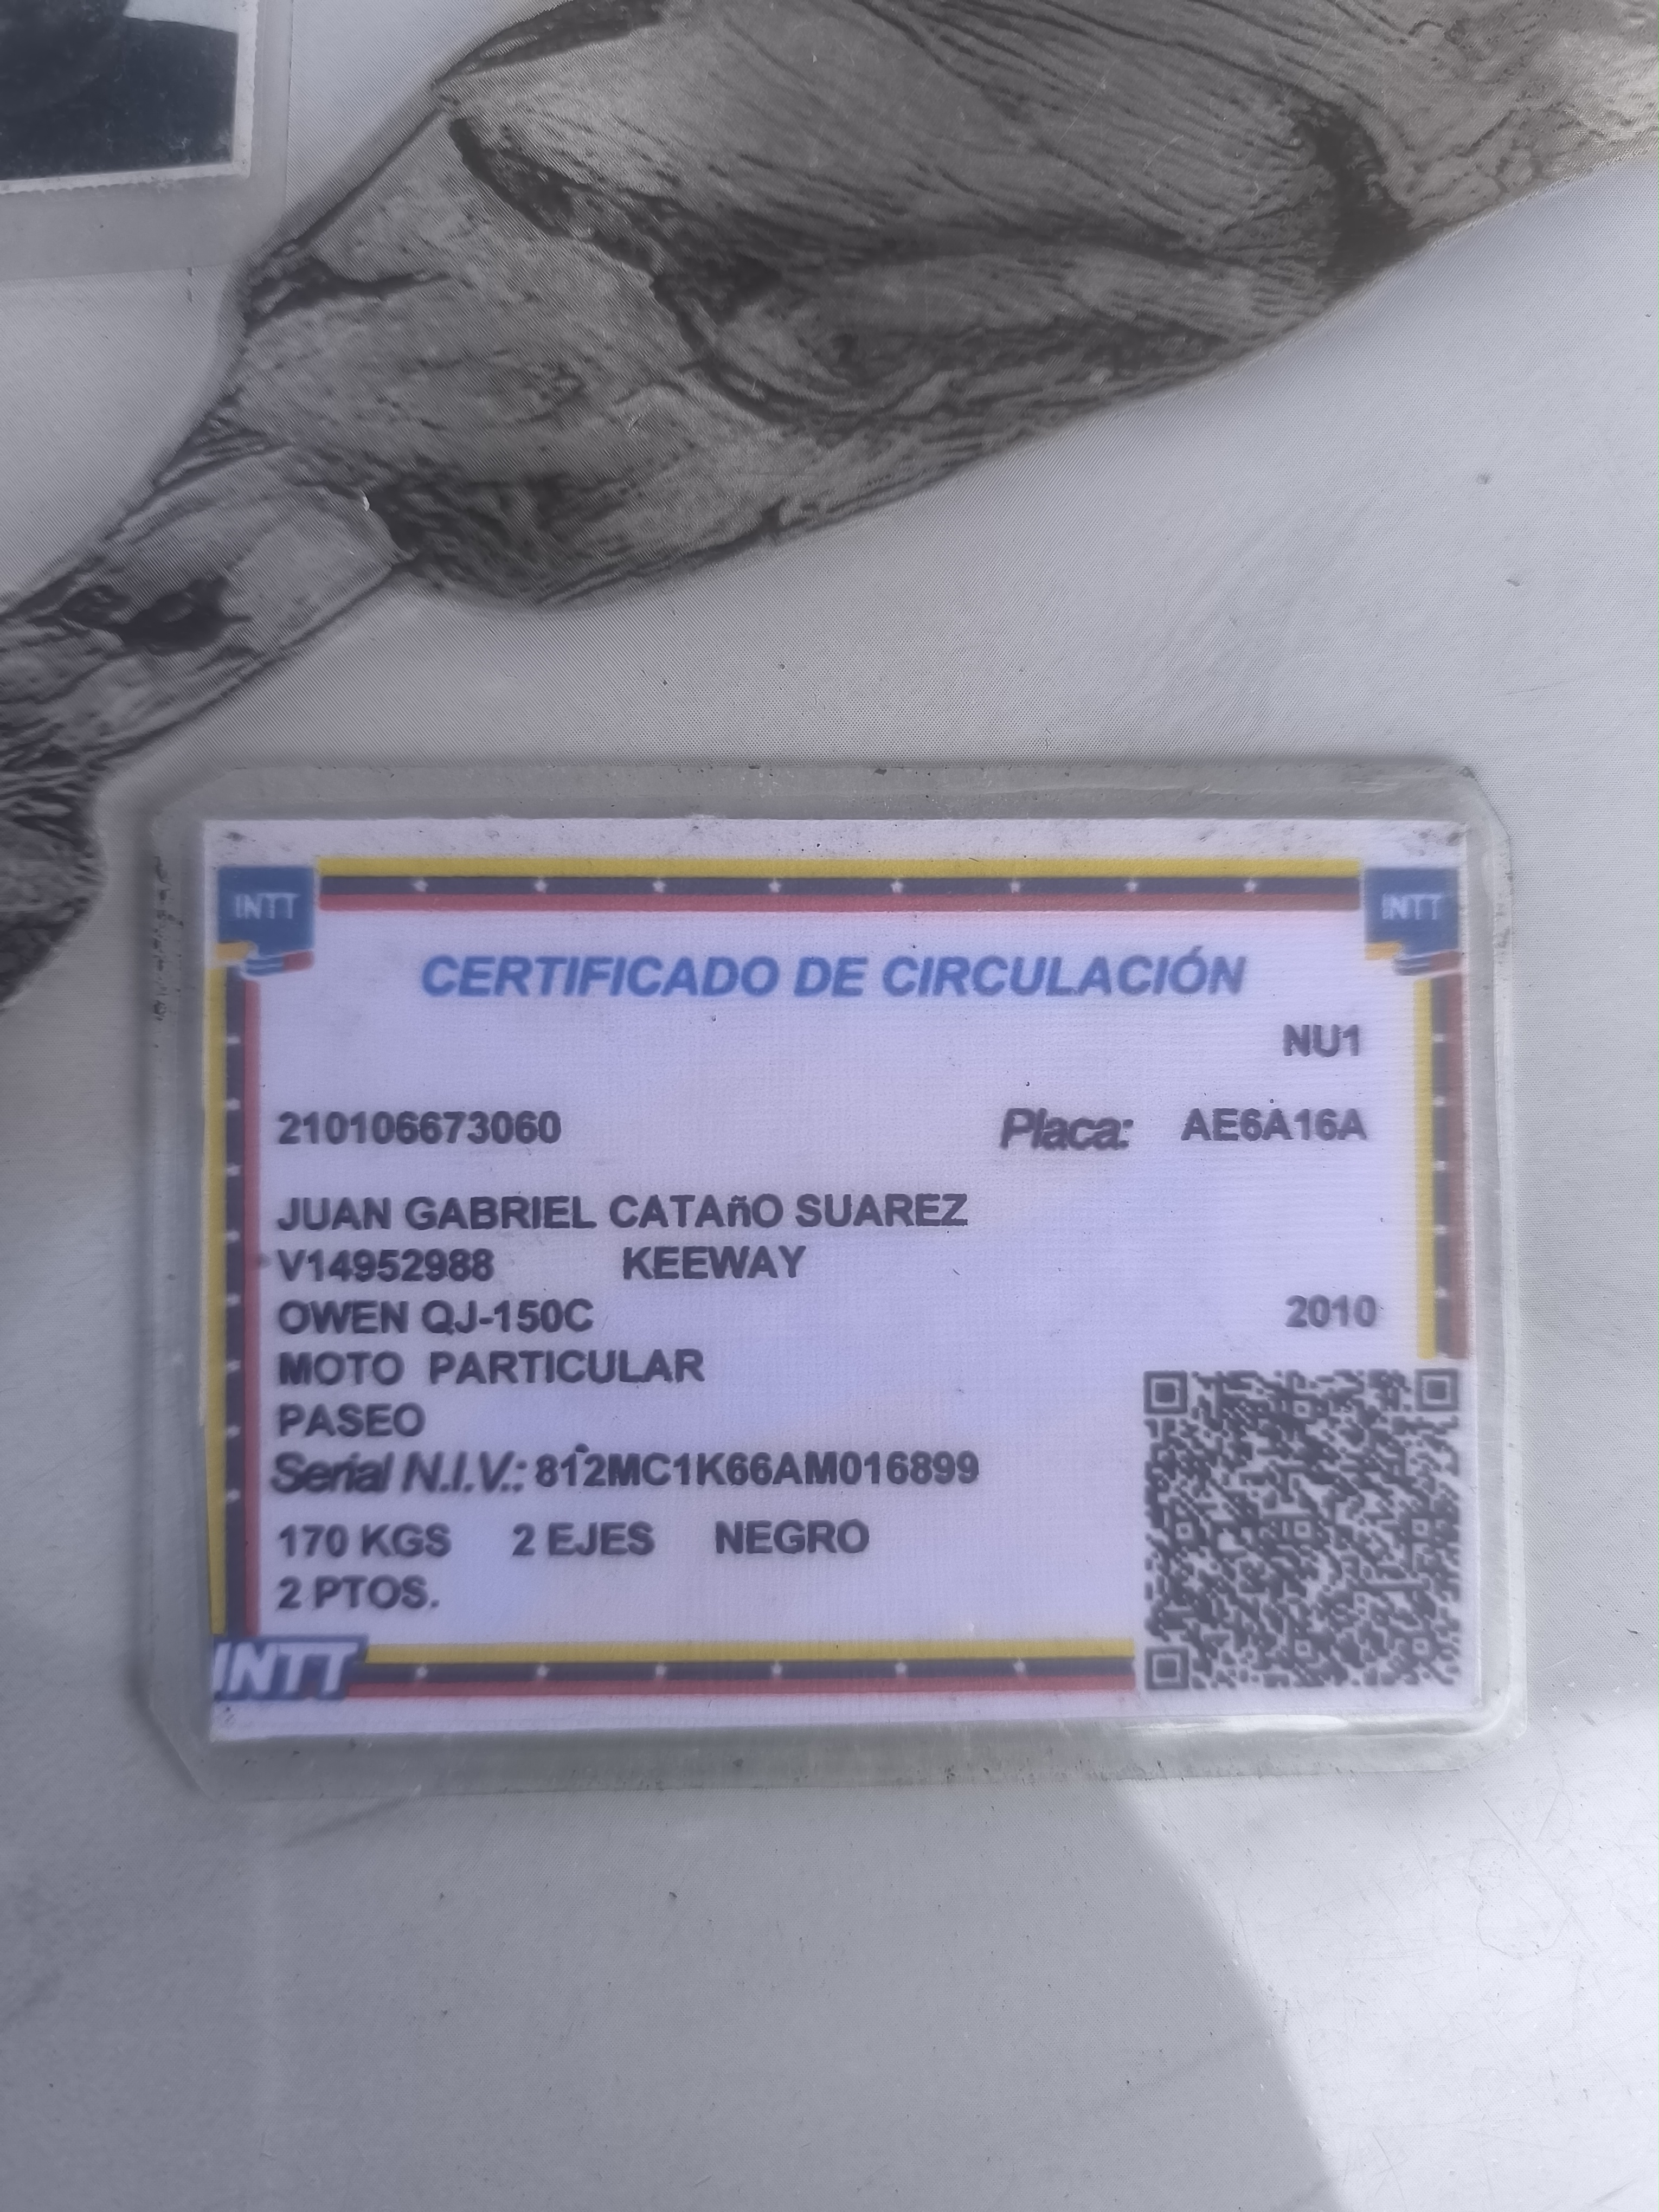 INTT
INTT
CERTIFICADO DE CIRCULACIÓN
NU1
210106673060 Placa: AE6A16A
JUAN GABRIEL CATAñO SUAREZ
V14952988 KEEWAY
OWEN QJ-150C 2010
MOTO PARTICULAR
PASEO
Serial N.I.V.: 812MC1K66AM016899
170 KGS 2 EJES NEGRO
2 PTOS.
INTT